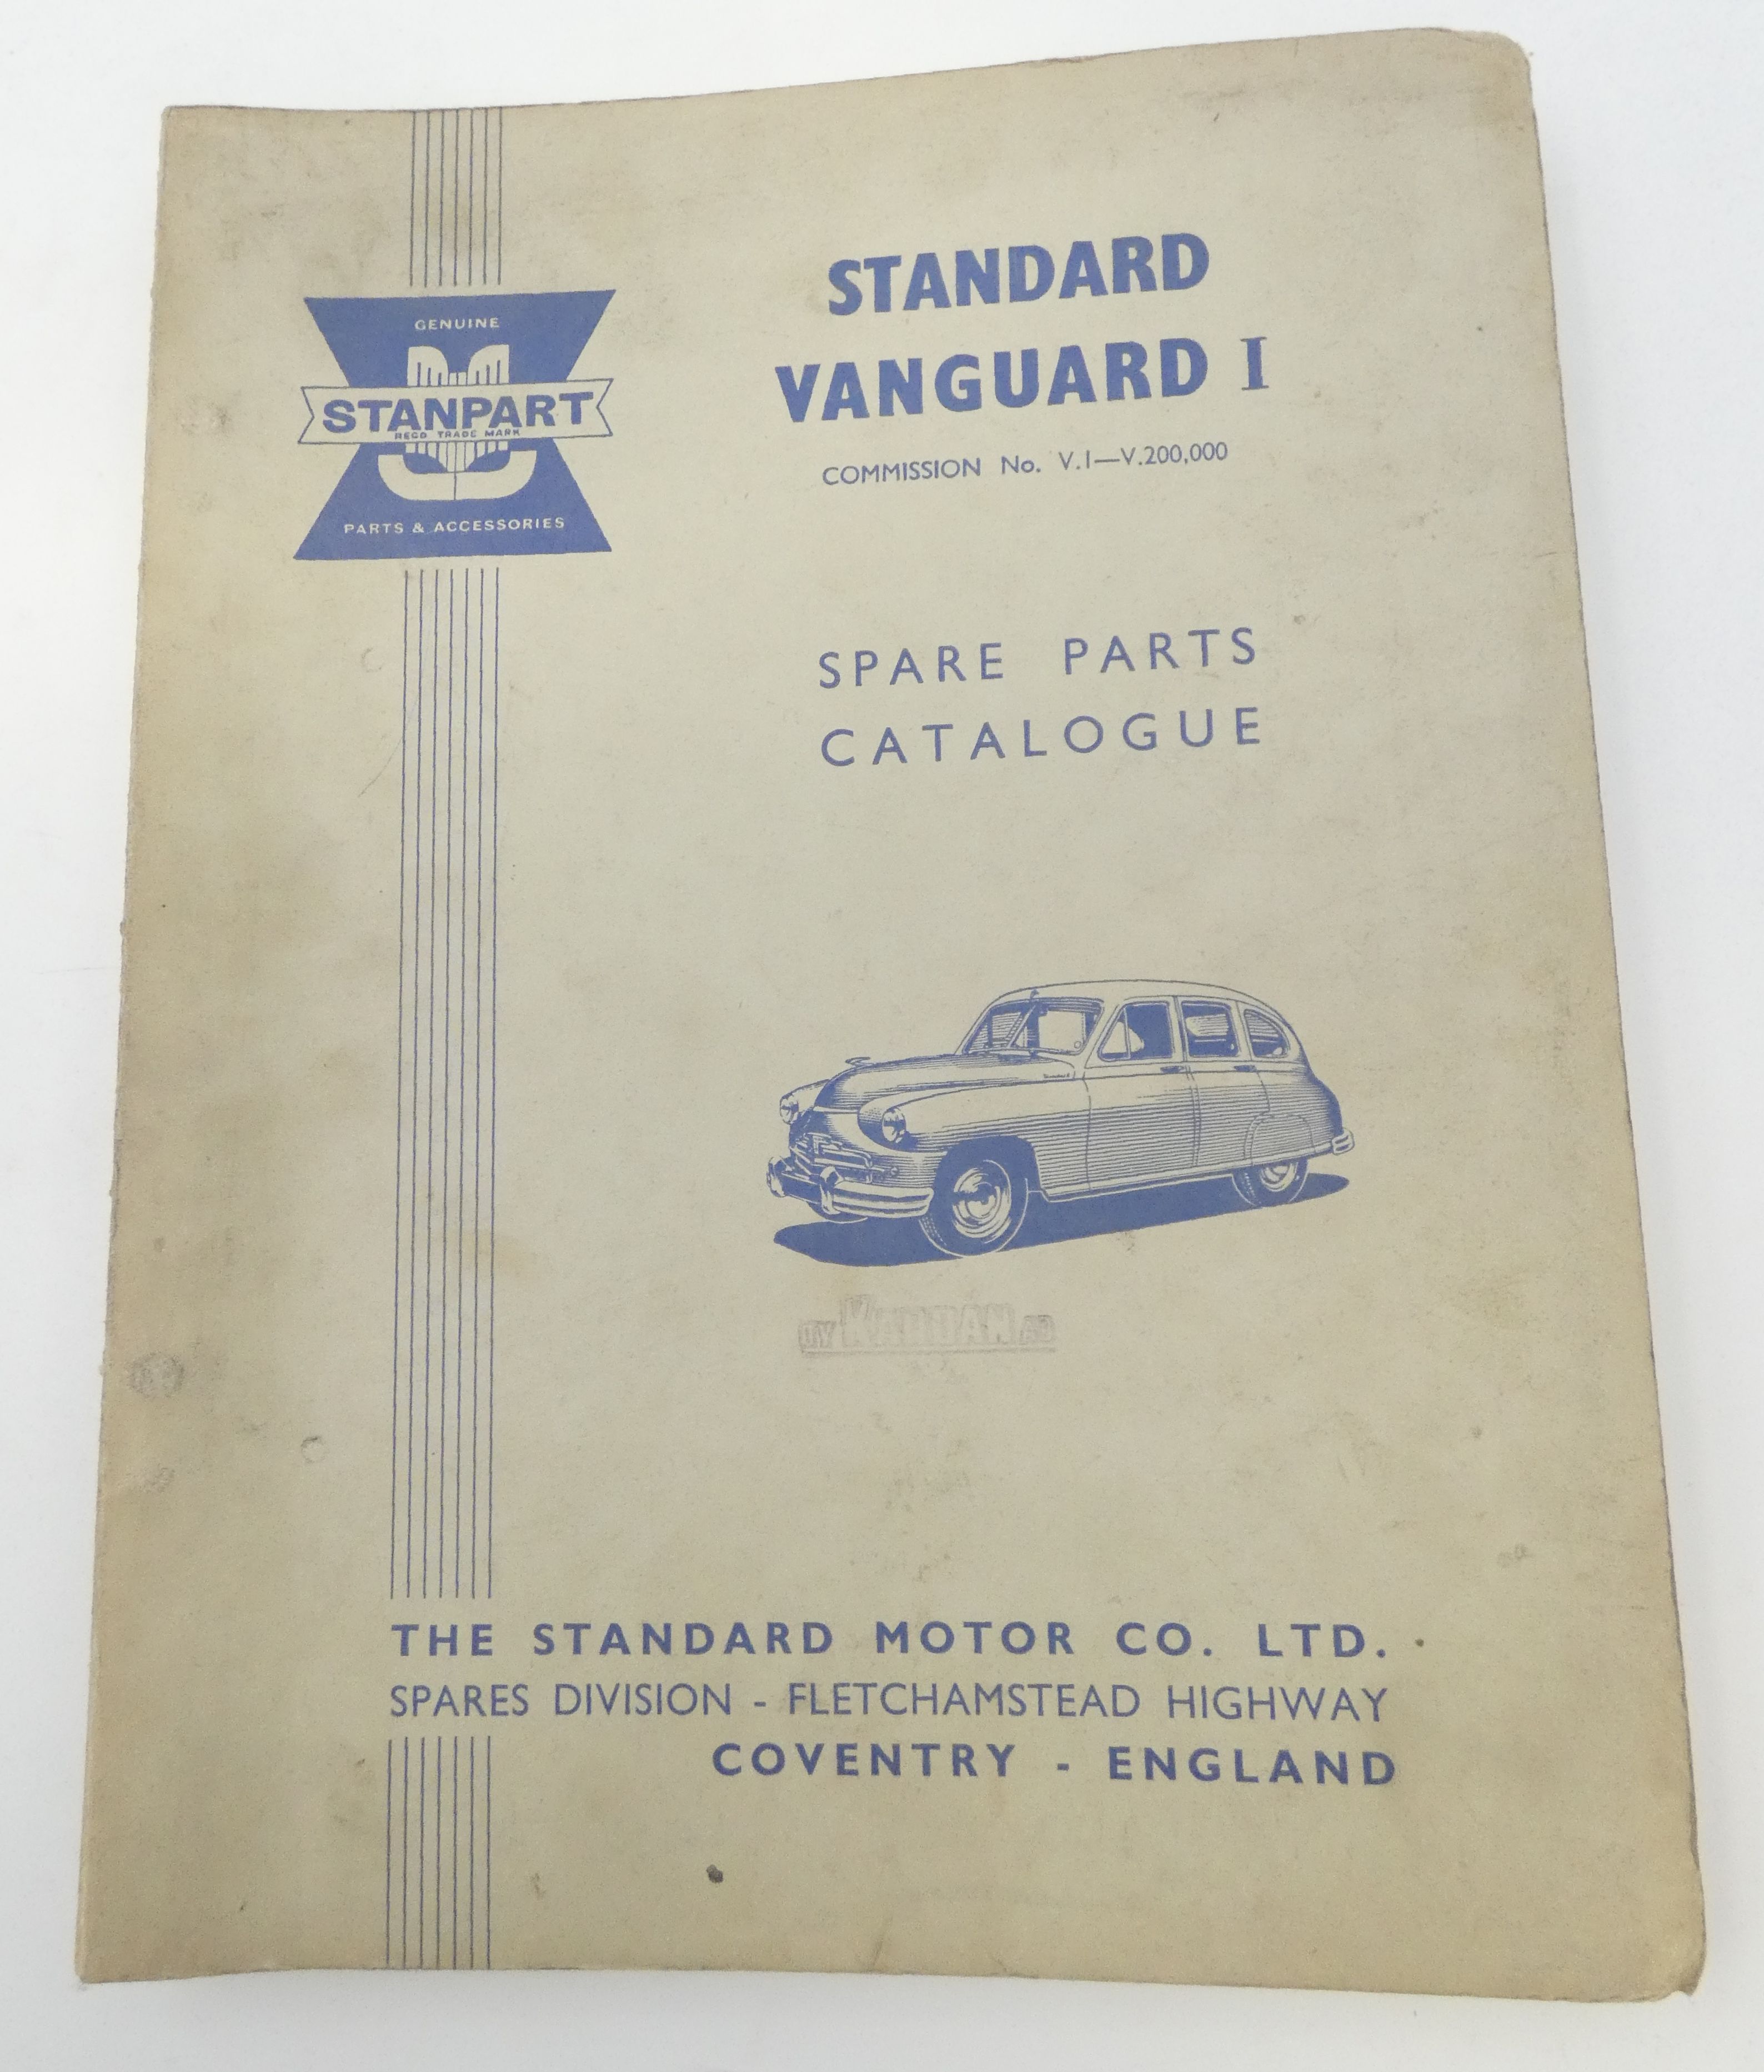 GENUINE
STANPART
REGD TRADE MARK
PARTS & ACCESSORIES
STANDARD
VANGUARD I
COMMISSION No. V.1—V.200,000
SPARE PARTS
CATALOGUE
THE STANDARD MOTOR CO. LTD.
SPARES DIVISION - FLETCHAMSTEAD HIGHWAY
COVENTRY - ENGLAND